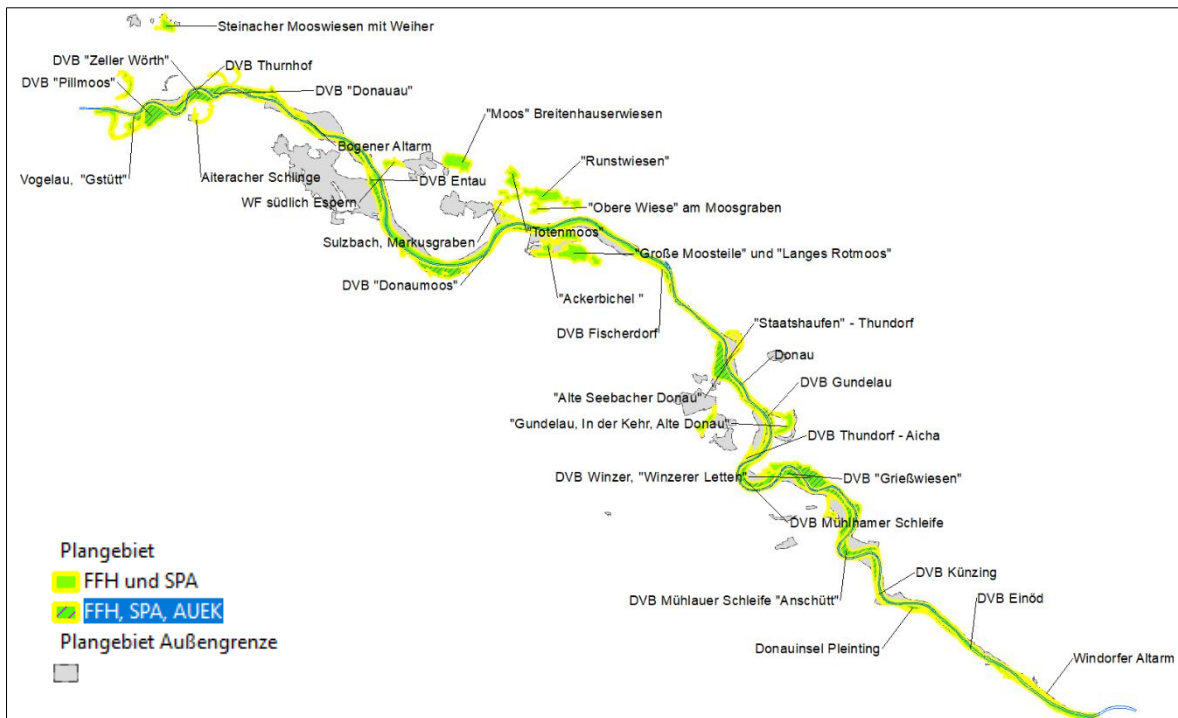 Steinacher Mooswiesen mit Weiher
DVB "Zeller Wörth"
DVB Thurnhof
DVB "Pillmoos"
DVB "Donauau"
"Moos" Breitenhauserwiesen
Bogener Altarm
"Runstwiesen"
Vogelau, "Gstütt"
Aiteracher Schlinge
DVB Entau
WF südlich Espern
"Obere Wiese" am Moosgraben
"Totenmoos"
Sulzbach, Markusgraben
"Große Moosteile" und "Langes Rotmoos"
DVB "Donaumoos"
"Ackerbichel "
DVB Fischerdorf
"Staatshaufen" - Thundorf
Donau
DVB Gundelau
"Alte Seebacher Donau"
"Gundelau, In der Kehr, Alte Donau"
DVB Thundorf - Aicha
DVB Winzer, "Winzerer Letten"
DVB "Grießwiesen"
DVB Mühlhamer Schleife
DVB Künzing
DVB Mühlauer Schleife "Anschütt"
DVB Einöd
Donauinsel Pleinting
Windorfer Altarm
Plangebiet
FFH und SPA
FFH, SPA, AUEK
Plangebiet Außengrenze